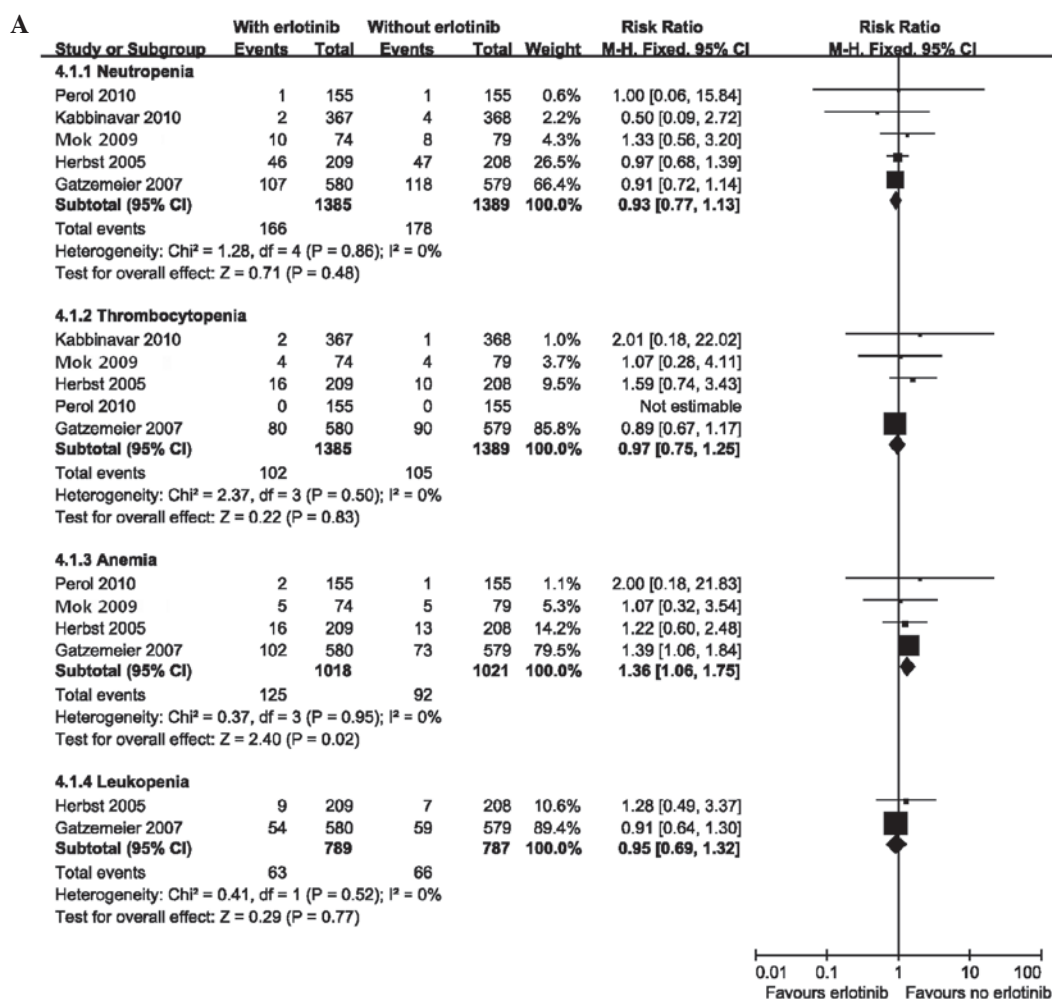 A
With erlotinib Without erlotinib Risk Ratio Risk Ratio
Study or Subgroup Events Total Events Total Weight M-H. Fixed. 95% CI M-H. Fixed. 95% CI
4.1.1 Neutropenia
Perol 2010 1 155 1 155 0.6% 1.00 [0.06, 15.84]
Kabbinavar 2010 2 367 4 368 2.2% 0.50 [0.09, 2.72]
Mok 2009 10 74 8 79 4.3% 1.33 [0.56, 3.20]
Herbst 2005 46 209 47 208 26.5% 0.97 [0.68, 1.39]
Gatzemeier 2007 107 580 118 579 66.4% 0.91 [0.72, 1.14]
Subtotal (95% CI) 1385 1389 100.0% 0.93 [0.77, 1.13]
Total events 166 178
Heterogeneity: Chi² = 1.28, df = 4 (P = 0.86); I² = 0%
Test for overall effect: Z = 0.71 (P = 0.48)
4.1.2 Thrombocytopenia
Kabbinavar 2010 2 367 1 368 1.0% 2.01 [0.18, 22.02]
Mok 2009 4 74 4 79 3.7% 1.07 [0.28, 4.11]
Herbst 2005 16 209 10 208 9.5% 1.59 [0.74, 3.43]
Perol 2010 0 155 0 155 Not estimable
Gatzemeier 2007 80 580 90 579 85.8% 0.89 [0.67, 1.17]
Subtotal (95% CI) 1385 1389 100.0% 0.97 [0.75, 1.25]
Total events 102 105
Heterogeneity: Chi² = 2.37, df = 3 (P = 0.50); I² = 0%
Test for overall effect: Z = 0.22 (P = 0.83)
4.1.3 Anemia
Perol 2010 2 155 1 155 1.1% 2.00 [0.18, 21.83]
Mok 2009 5 74 5 79 5.3% 1.07 [0.32, 3.54]
Herbst 2005 16 209 13 208 14.2% 1.22 [0.60, 2.48]
Gatzemeier 2007 102 580 73 579 79.5% 1.39 [1.06, 1.84]
Subtotal (95% CI) 1018 1021 100.0% 1.36 [1.06, 1.75]
Total events 125 92
Heterogeneity: Chi² = 0.37, df = 3 (P = 0.95); I² = 0%
Test for overall effect: Z = 2.40 (P = 0.02)
4.1.4 Leukopenia
Herbst 2005 9 209 7 208 10.6% 1.28 [0.49, 3.37]
Gatzemeier 2007 54 580 59 579 89.4% 0.91 [0.64, 1.30]
Subtotal (95% CI) 789 787 100.0% 0.95 [0.69, 1.32]
Total events 63 66
Heterogeneity: Chi² = 0.41, df = 1 (P = 0.52); I² = 0%
Test for overall effect: Z = 0.29 (P = 0.77)
0.01 0.1 1 10 100
Favours erlotinib Favours no erlotinib